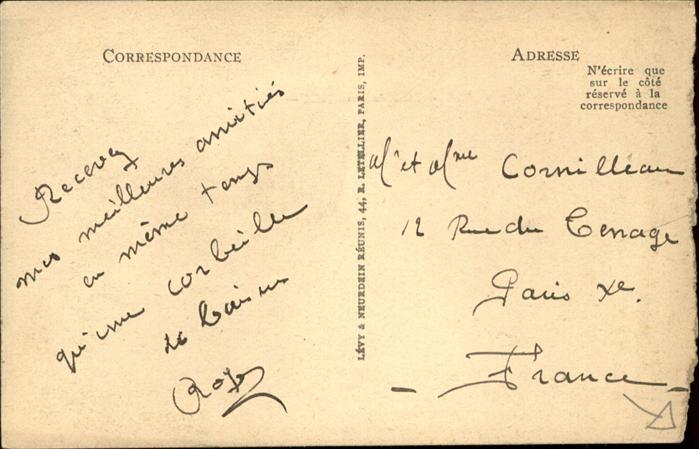 CORRESPONDANCE
Recevez
mes meilleures amitiés
en même temps
qu'une corbeille
de baisers
ADRESSE
N'écrire que
sur le côté
réservé à la
correspondance
LÉVY & NEURDEIN RÉUNIS, 44, R. LETELLIER, PARIS, IMP.
Mr et Mme Cornilleau
12 Rue du Terrage
Paris Xe.
France